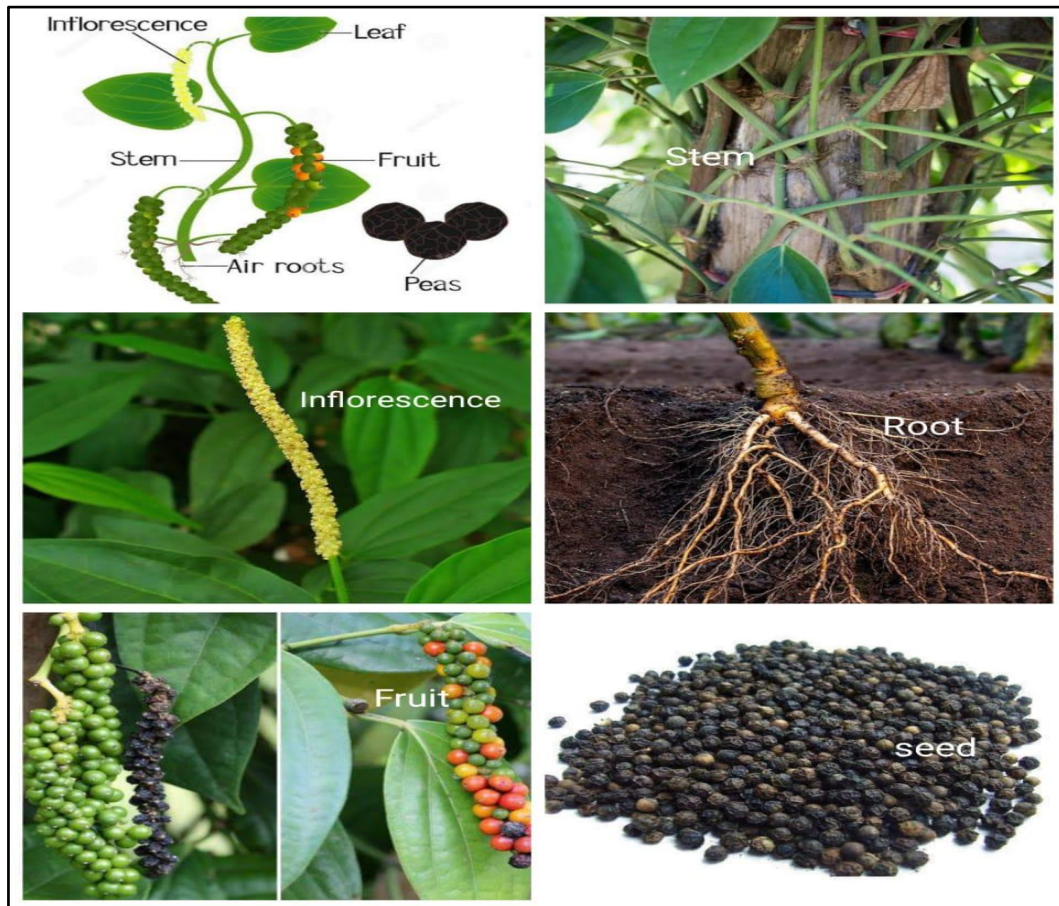 Inflorescence
Leaf
Stem
Fruit
Air roots
Peas
Stem
Inflorescence
Root
Fruit
seed